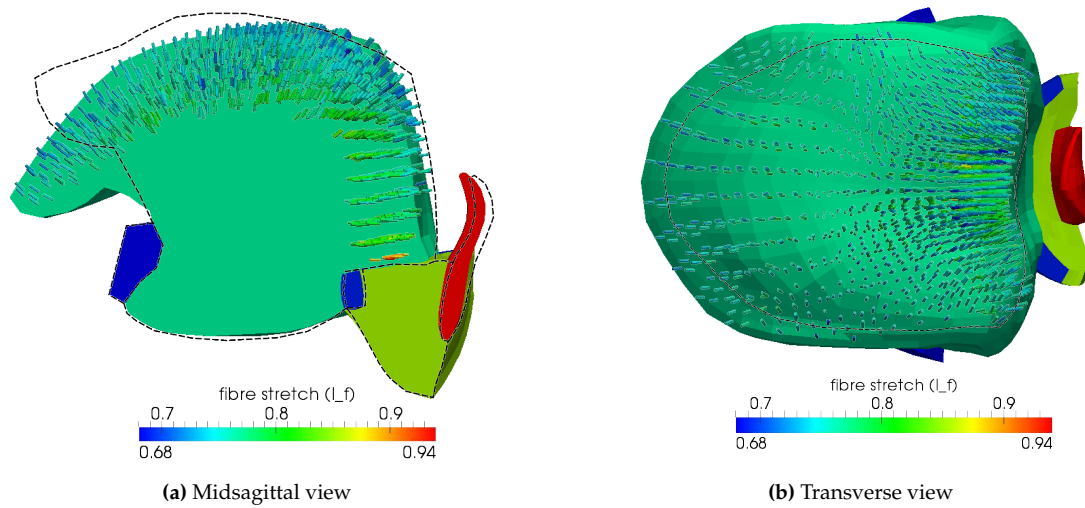 fibre stretch (l_f)
0.7 0.8 0.9
0.68 0.94
(a) Midsagittal view
fibre stretch (l_f)
0.7 0.8 0.9
0.68 0.94
(b) Transverse view